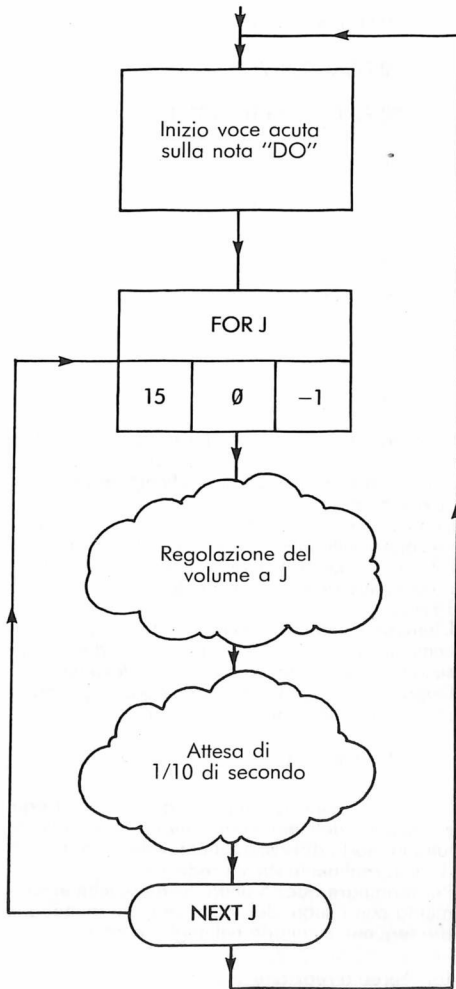 Inizio voce acuta
sulla nota "DO"
FOR J
15 Ø −1
Regolazione del
volume a J
Attesa di
1/10 di secondo
NEXT J